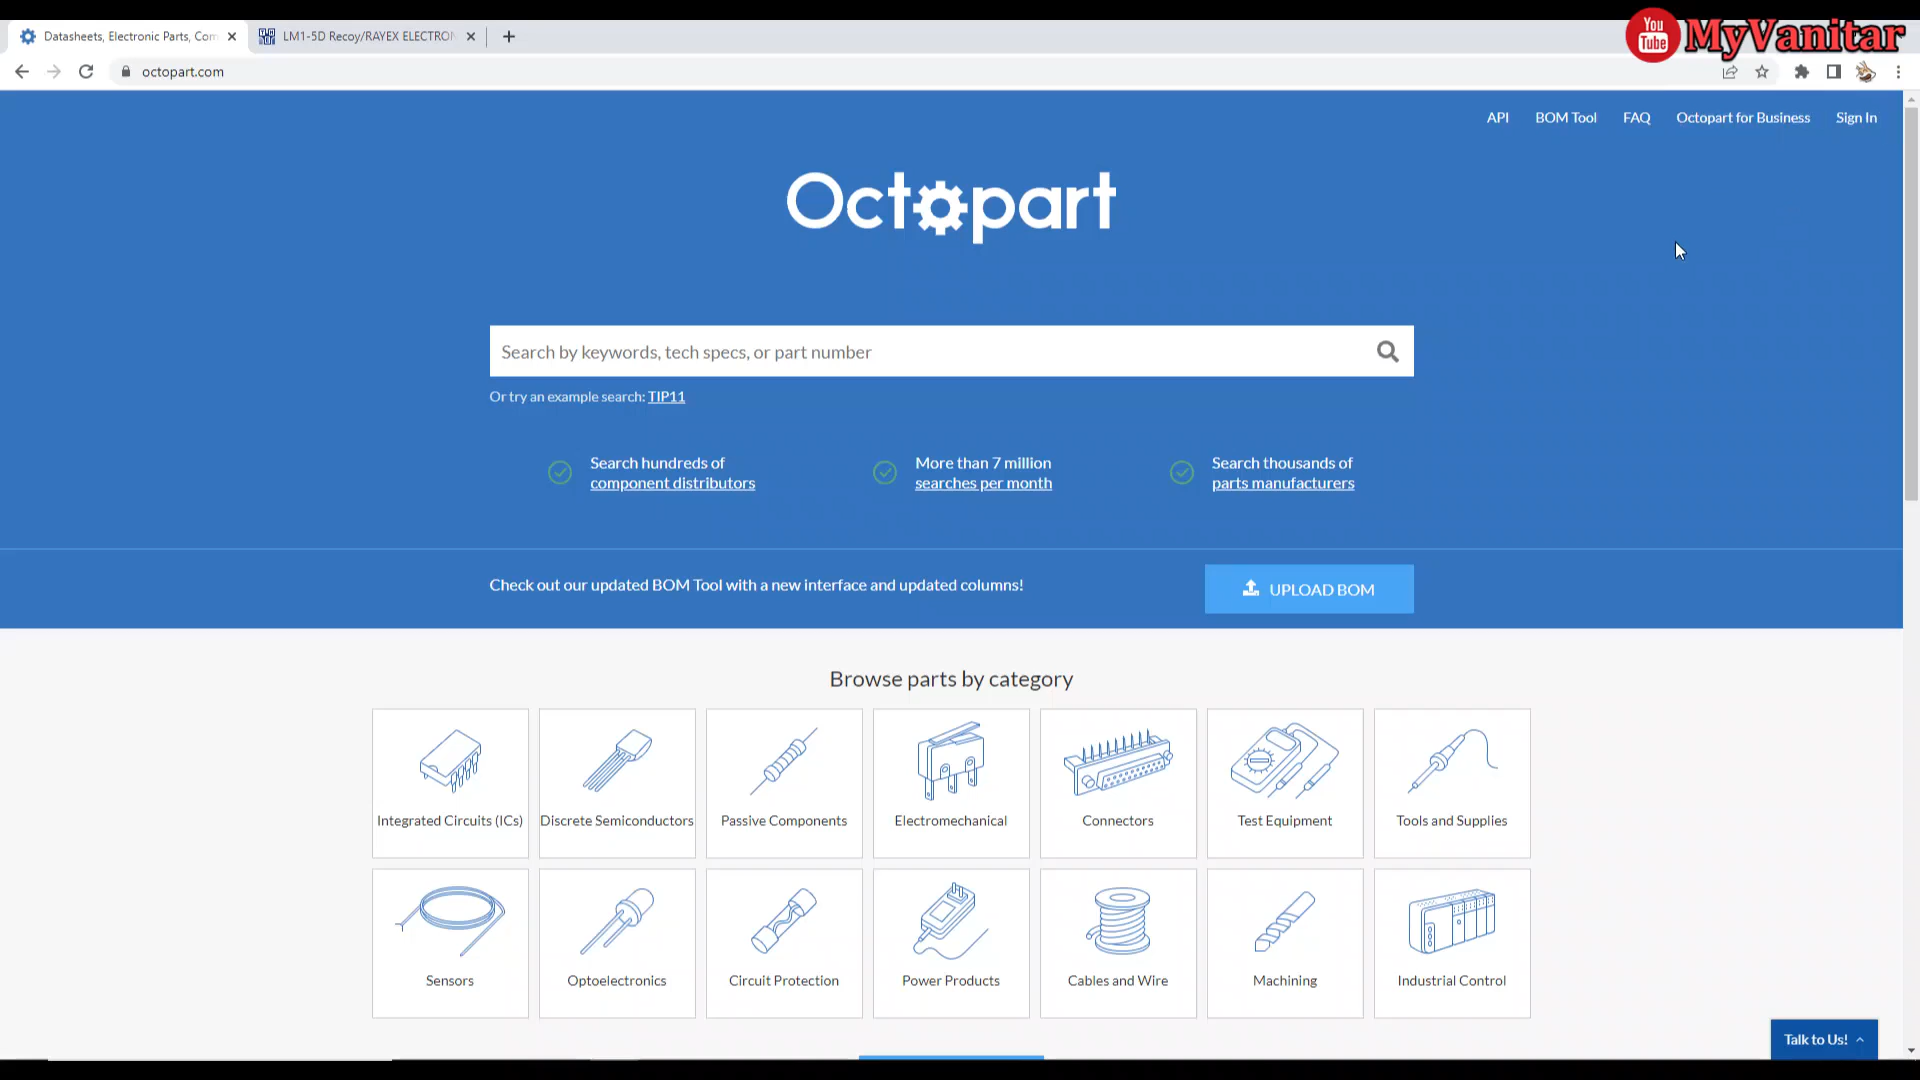 Datasheets, Electronic Parts, Com
LM1-5D Recoy/RAYEX ELECTRON
You
Tube
MyVanitar
octopart.com
API
BOM Tool
FAQ
Octopart for Business
Sign In
Octopart
Search by keywords, tech specs, or part number
Or try an example search: TIP11
Search hundreds of
component distributors
More than 7 million
searches per month
Search thousands of
parts manufacturers
Check out our updated BOM Tool with a new interface and updated columns!
UPLOAD BOM
Browse parts by category
Integrated Circuits (ICs)
Discrete Semiconductors
Passive Components
Electromechanical
Connectors
Test Equipment
Tools and Supplies
Sensors
Optoelectronics
Circuit Protection
Power Products
Cables and Wire
Machining
Industrial Control
Talk to Us!